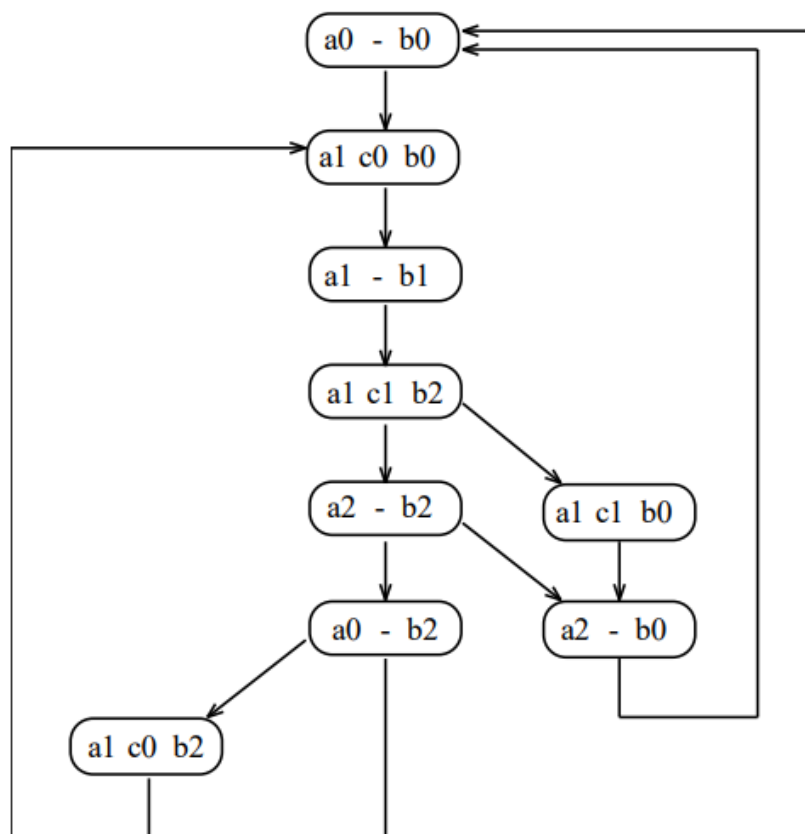 a0 - b0
a1 c0 b0
a1 - b1
a1 c1 b2
a2 - b2
a1 c1 b0
a0 - b2
a2 - b0
a1 c0 b2